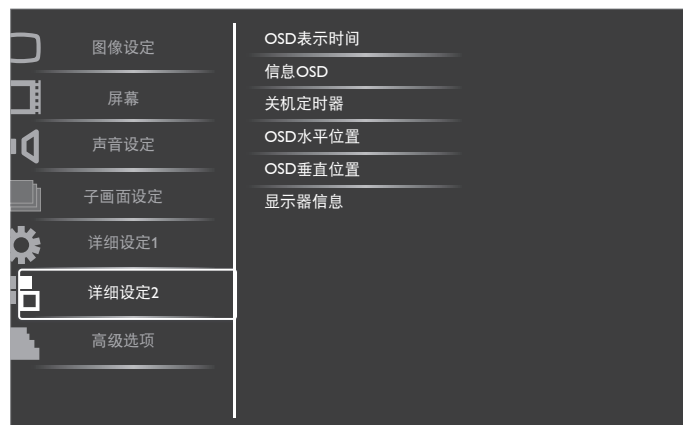 图像设定
屏幕
声音设定
子画面设定
详细设定1
详细设定2
高级选项
OSD表示时间
信息OSD
关机定时器
OSD水平位置
OSD垂直位置
显示器信息